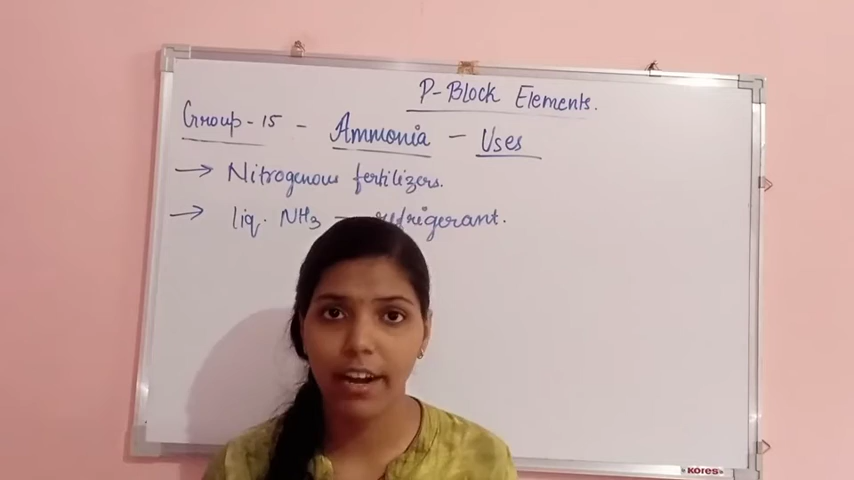 P-Block Elements.
Group-15 - Ammonia - Uses
→ Nitrogenous fertilizers.
→ liq. NH3 - refrigerant.
KORES